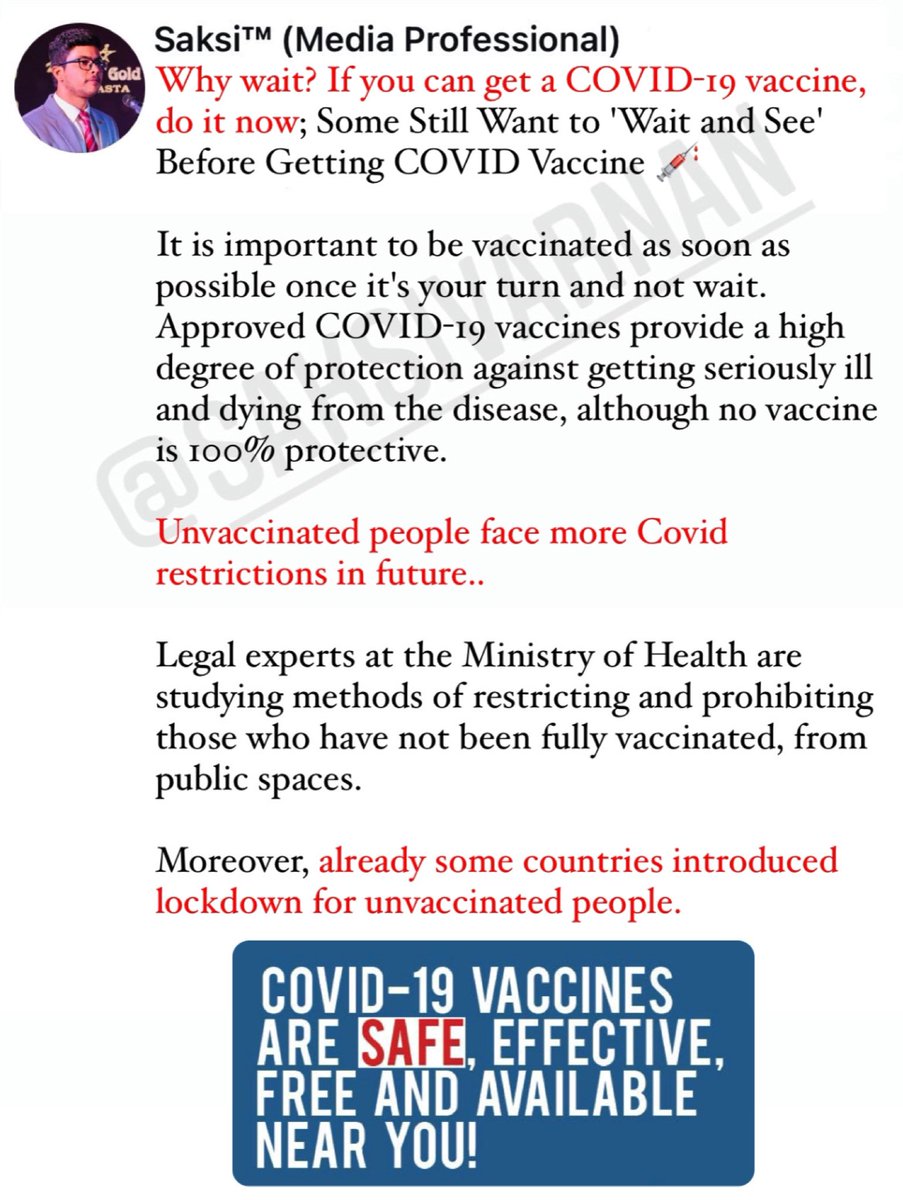 Saksi™ (Media Professional)
Gold
ASTA
Why wait? If you can get a COVID-19 vaccine,
do it now; Some Still Want to 'Wait and See'
Before Getting COVID Vaccine 💉
It is important to be vaccinated as soon as
possible once it's your turn and not wait.
Approved COVID-19 vaccines provide a high
degree of protection against getting seriously ill
and dying from the disease, although no vaccine
is 100% protective.
@SAKSIVARNAN
Unvaccinated people face more Covid
restrictions in future..
Legal experts at the Ministry of Health are
studying methods of restricting and prohibiting
those who have not been fully vaccinated, from
public spaces.
Moreover, already some countries introduced
lockdown for unvaccinated people.
COVID-19 VACCINES
ARE SAFE, EFFECTIVE,
FREE AND AVAILABLE
NEAR YOU!